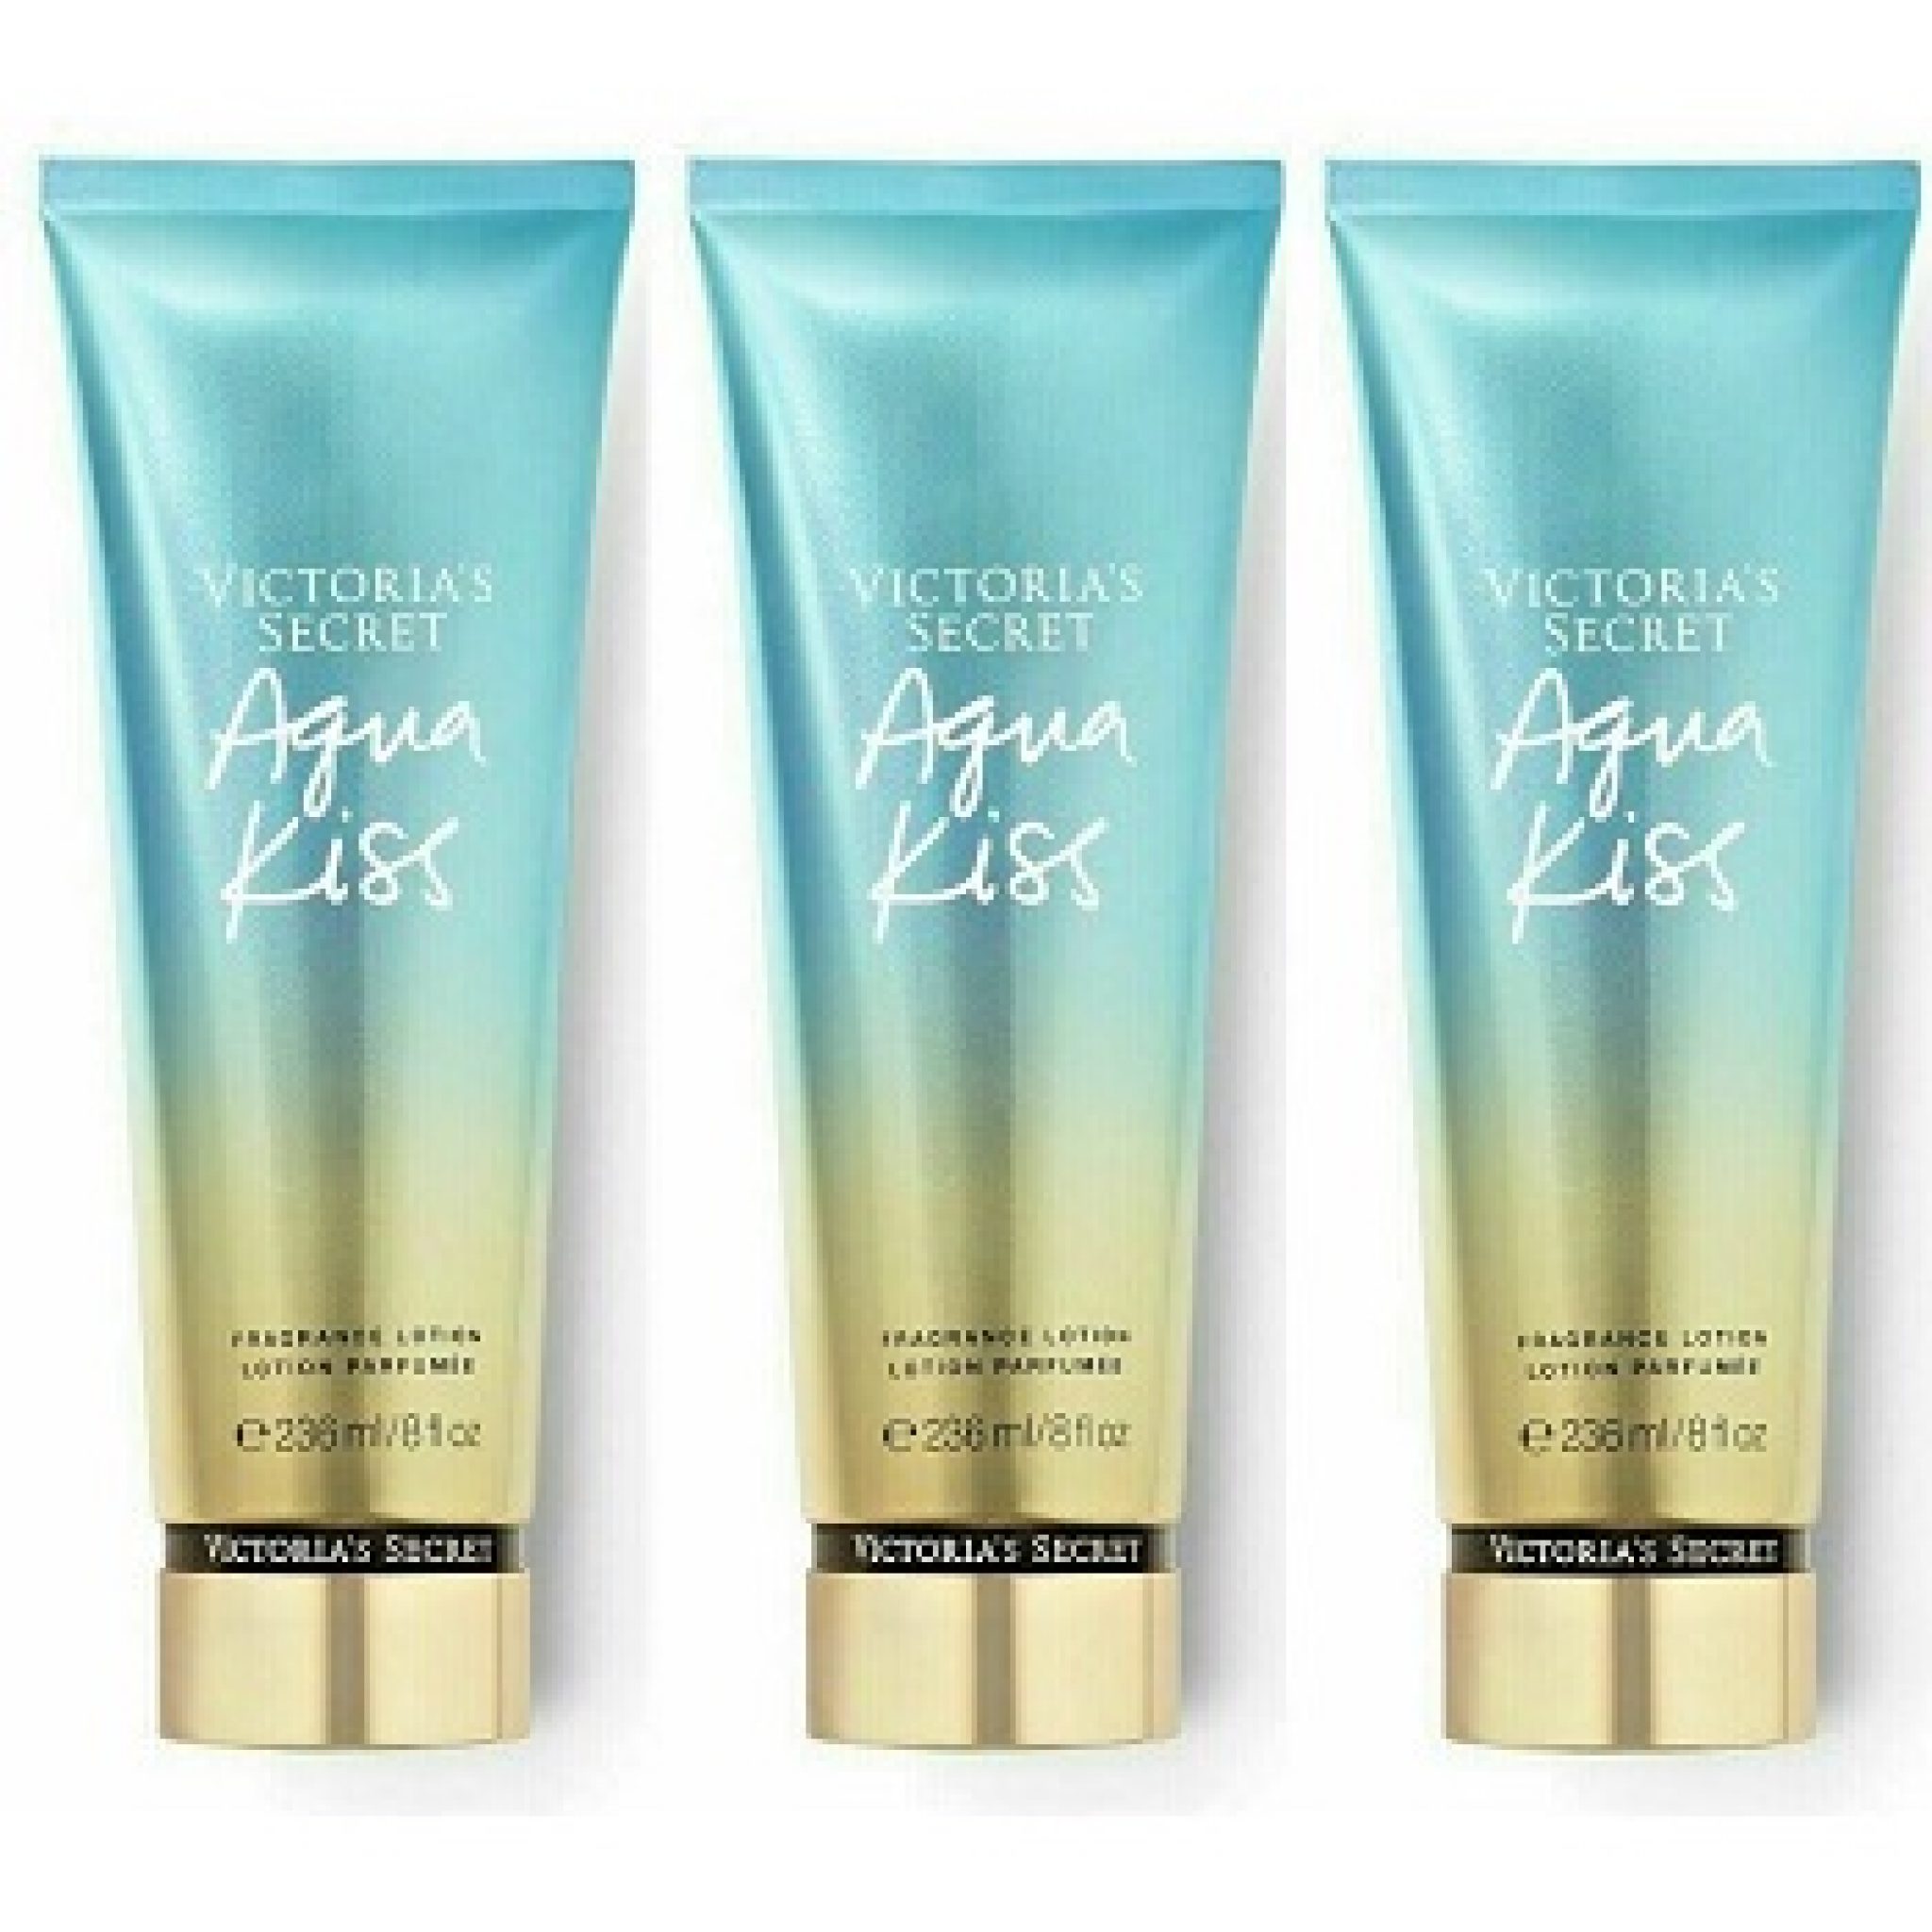 VICTORIA'S
SECRET
Aqua
Kiss
FRAGRANCE LOTION
LOTION PARFUMÉE
℮ 236 ml/8 fl oz
VICTORIA'S SECRET
VICTORIA'S
SECRET
Aqua
Kiss
FRAGRANCE LOTION
LOTION PARFUMÉE
℮ 236 ml/8 fl oz
VICTORIA'S SECRET
VICTORIA'S
SECRET
Aqua
Kiss
FRAGRANCE LOTION
LOTION PARFUMÉE
℮ 236 ml/8 fl oz
VICTORIA'S SECRET